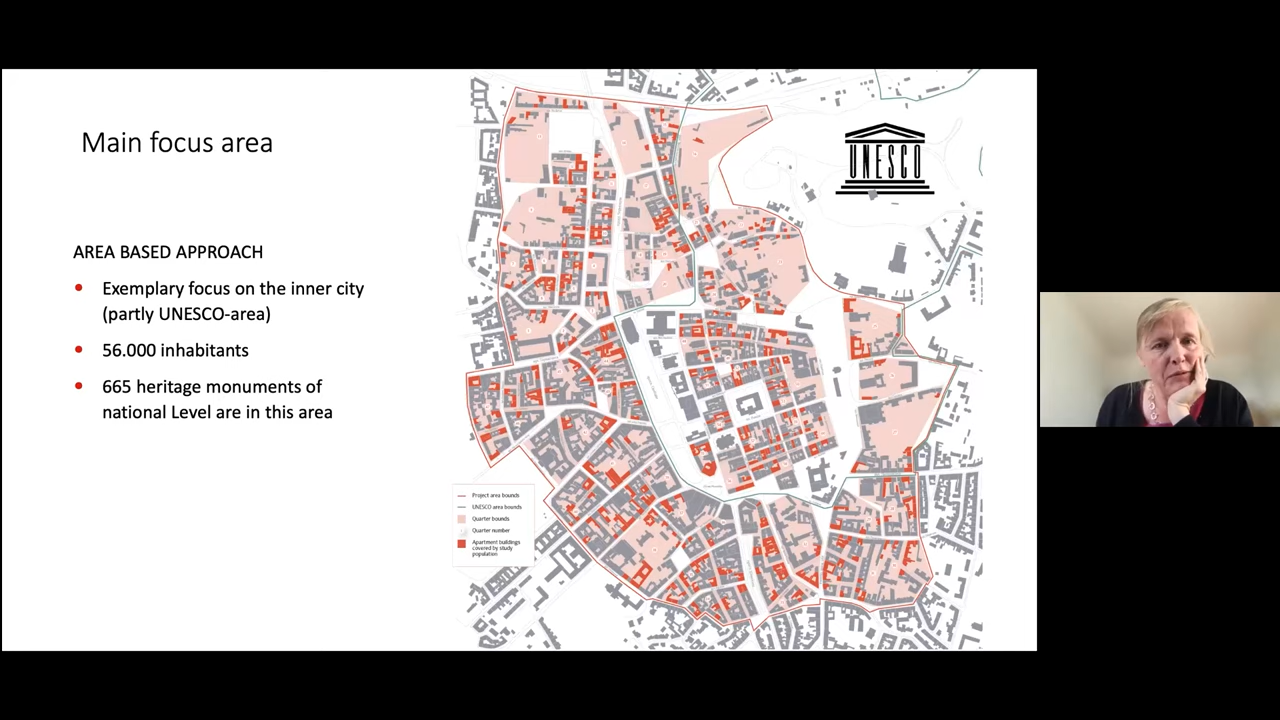 Main focus area
UNESCO
AREA BASED APPROACH
• Exemplary focus on the inner city
(partly UNESCO-area)
• 56.000 inhabitants
• 665 heritage monuments of
national Level are in this area
Project area bounds
UNESCO area bounds
Quarter bounds
Quarter number
Apartment buildings
covered by study
population